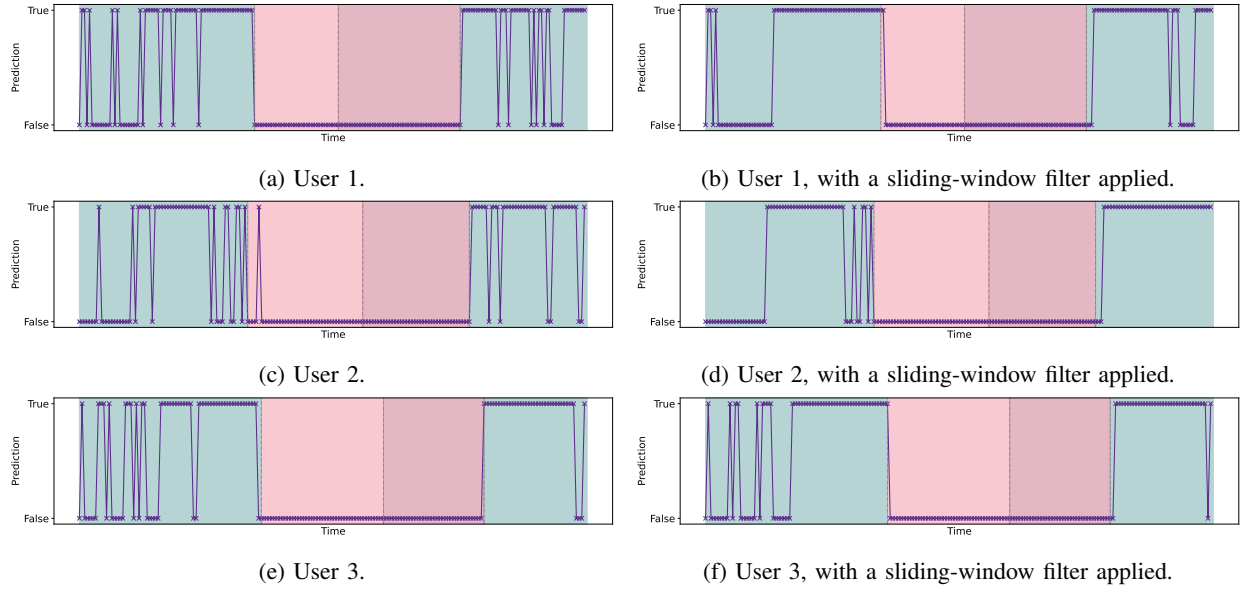 True
Prediction
False
Time
(a) User 1.
True
Prediction
False
Time
(b) User 1, with a sliding-window filter applied.
True
Prediction
False
Time
(c) User 2.
True
Prediction
False
Time
(d) User 2, with a sliding-window filter applied.
True
Prediction
False
Time
(e) User 3.
True
Prediction
False
Time
(f) User 3, with a sliding-window filter applied.